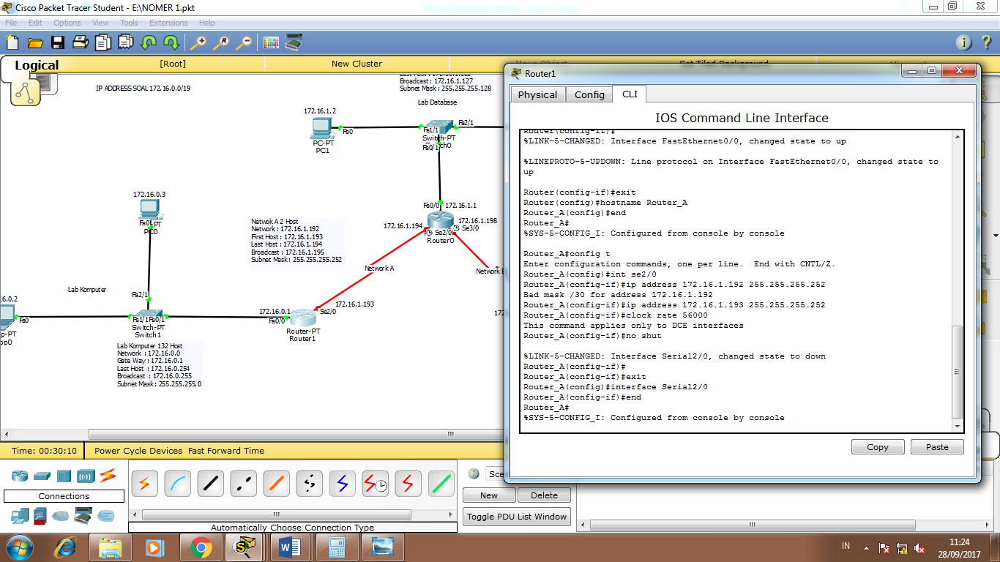 Cisco Packet Tracer Student - E:\NOMER 1.pkt
File Edit Options View Tools Extensions Help
Logical
[Root]
New Cluster
Move Object
Set Tiled Background
IP ADDRESS SOAL 172.16.0.0/19
Broadcast : 172.16.1.127
Subnet Mask : 255.255.255.128
Lab Database
172.16.1.2
Fa0
PC-PT
PC1
Fa1/1
Fa2/1
Switch-PT
Switch0
Fa0/1
172.16.0.3
Fa0
PC0
Netwok A 2 Host
Network : 172.16.1.192
First Host : 172.16.1.193
Last Host : 172.16.1.194
Broadcast : 172.16.1.195
Subnet Mask : 255.255.255.252
Fa0/0
172.16.1.1
172.16.1.194
172.16.1.198
Se2/0
Se3/0
Router0
Network A
Network B
Lab Komputer
Fa2/1
172.16.1.193
Se2/0
172.16.0.1
Fa0/0
Router-PT
Router1
Fa0
Fa1/1
Fa0/1
Switch-PT
Switch1
Lab Komputer 132 Host
Network : 172.16.0.0
Gate Way : 172.16.0.1
Last Host : 172.16.0.254
Broadcast : 172.16.0.255
Subnet Mask : 255.255.255.0
Time: 00:30:10
Power Cycle Devices Fast Forward Time
Connections
Automatically Choose Connection Type
New
Delete
Toggle PDU List Window
Router1
Physical
Config
CLI
IOS Command Line Interface
Router(config-if)#
%LINK-5-CHANGED: Interface FastEthernet0/0, changed state to up
%LINEPROTO-5-UPDOWN: Line protocol on Interface FastEthernet0/0, changed state to
up
Router(config-if)#exit
Router(config)#hostname Router_A
Router_A(config)#end
Router_A#
%SYS-5-CONFIG_I: Configured from console by console
Router_A#config t
Enter configuration commands, one per line. End with CNTL/Z.
Router_A(config)#int se2/0
Router_A(config-if)#ip address 172.16.1.192 255.255.255.252
Bad mask /30 for address 172.16.1.192
Router_A(config-if)#ip address 172.16.1.193 255.255.255.252
Router_A(config-if)#clock rate 56000
This command applies only to DCE interfaces
Router_A(config-if)#no shut
%LINK-5-CHANGED: Interface Serial2/0, changed state to down
Router_A(config-if)#
Router_A(config-if)#exit
Router_A(config)#interface Serial2/0
Router_A(config-if)#end
Router_A#
%SYS-5-CONFIG_I: Configured from console by console
Copy
Paste
IN
11:24
28/09/2017